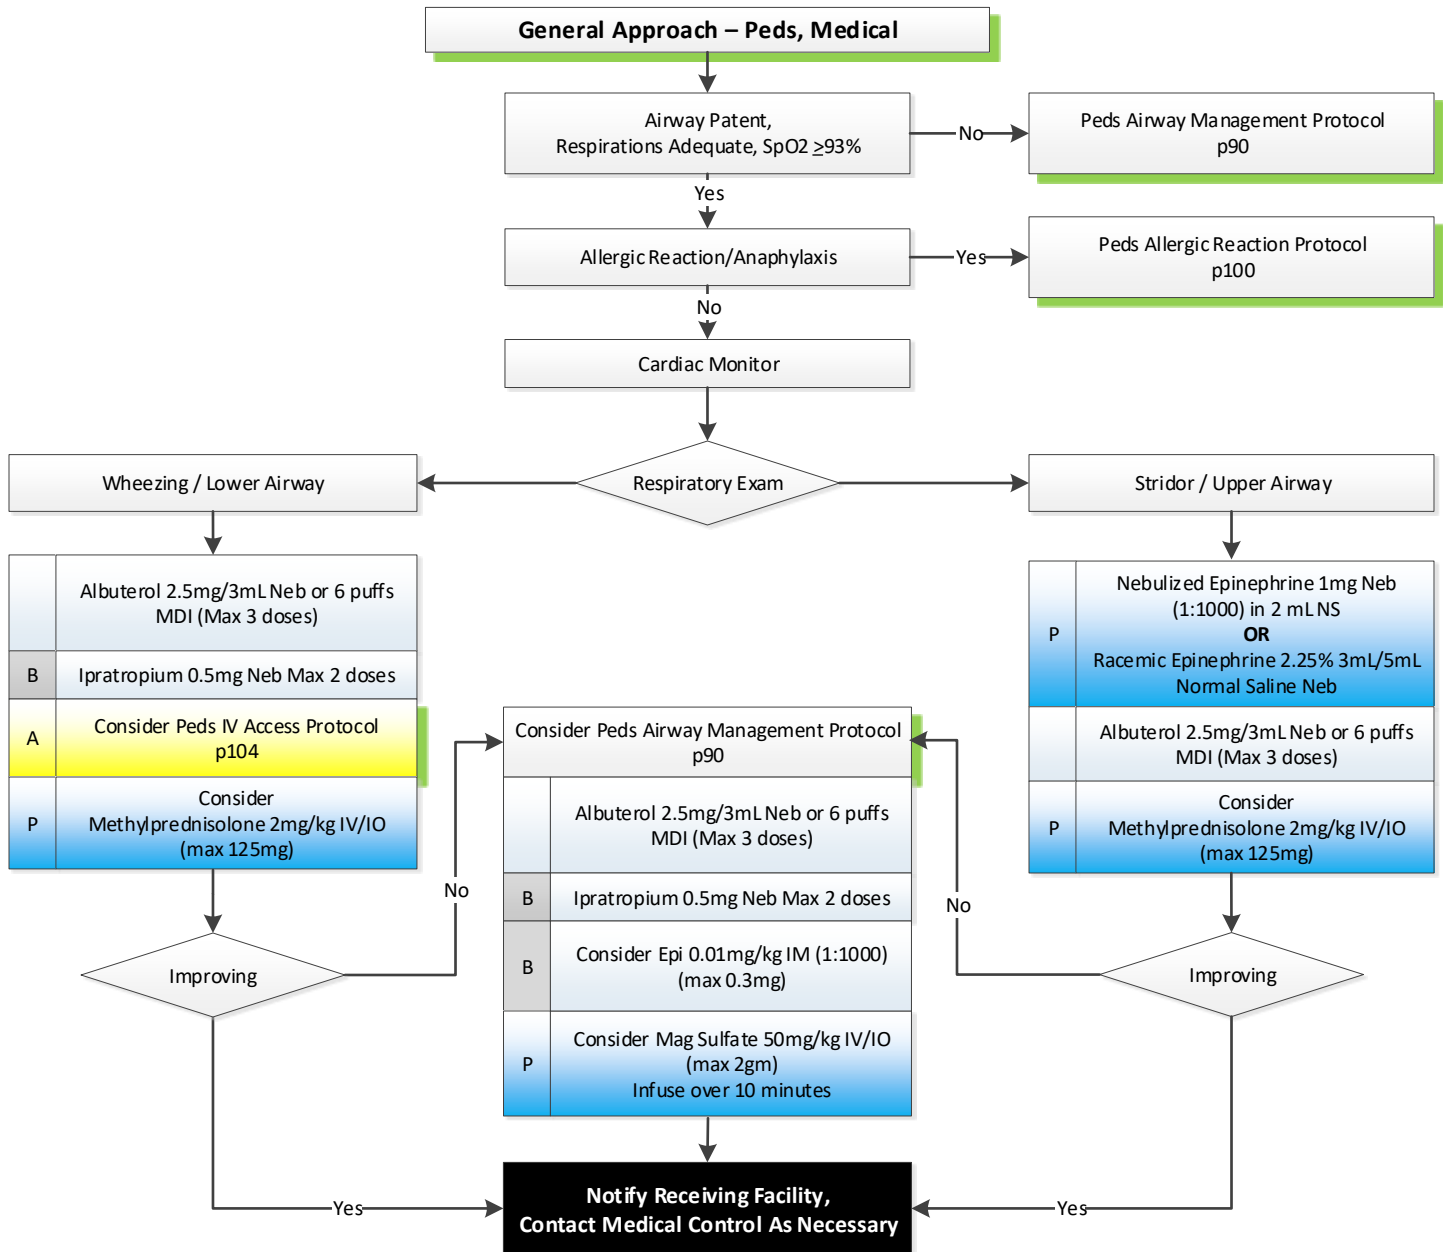 General Approach – Peds, Medical
Airway Patent,
Respirations Adequate, SpO2 ≥93%
No
Peds Airway Management Protocol
p90
Yes
Allergic Reaction/Anaphylaxis
Yes
Peds Allergic Reaction Protocol
p100
No
Cardiac Monitor
Respiratory Exam
Wheezing / Lower Airway
Albuterol 2.5mg/3mL Neb or 6 puffs
MDI (Max 3 doses)
B
Ipratropium 0.5mg Neb Max 2 doses
A
Consider Peds IV Access Protocol
p104
P
Consider
Methylprednisolone 2mg/kg IV/IO
(max 125mg)
Improving
No
Yes
Stridor / Upper Airway
P
Nebulized Epinephrine 1mg Neb
(1:1000) in 2 mL NS
OR
Racemic Epinephrine 2.25% 3mL/5mL
Normal Saline Neb
Albuterol 2.5mg/3mL Neb or 6 puffs
MDI (Max 3 doses)
P
Consider
Methylprednisolone 2mg/kg IV/IO
(max 125mg)
Improving
No
Yes
Consider Peds Airway Management Protocol
p90
Albuterol 2.5mg/3mL Neb or 6 puffs
MDI (Max 3 doses)
B
Ipratropium 0.5mg Neb Max 2 doses
B
Consider Epi 0.01mg/kg IM (1:1000)
(max 0.3mg)
P
Consider Mag Sulfate 50mg/kg IV/IO
(max 2gm)
Infuse over 10 minutes
Notify Receiving Facility,
Contact Medical Control As Necessary